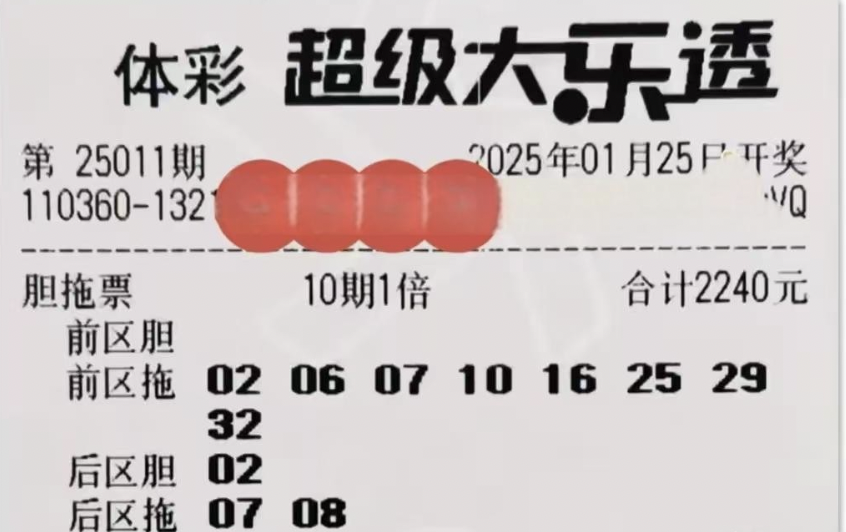 体彩 超级大乐透
第 25011期 2025年01月25日开奖
110360-132 VQ
胆拖票 10期1倍 合计2240元
前区胆
前区拖 02 06 07 10 16 25 29
32
后区胆 02
后区拖 07 08